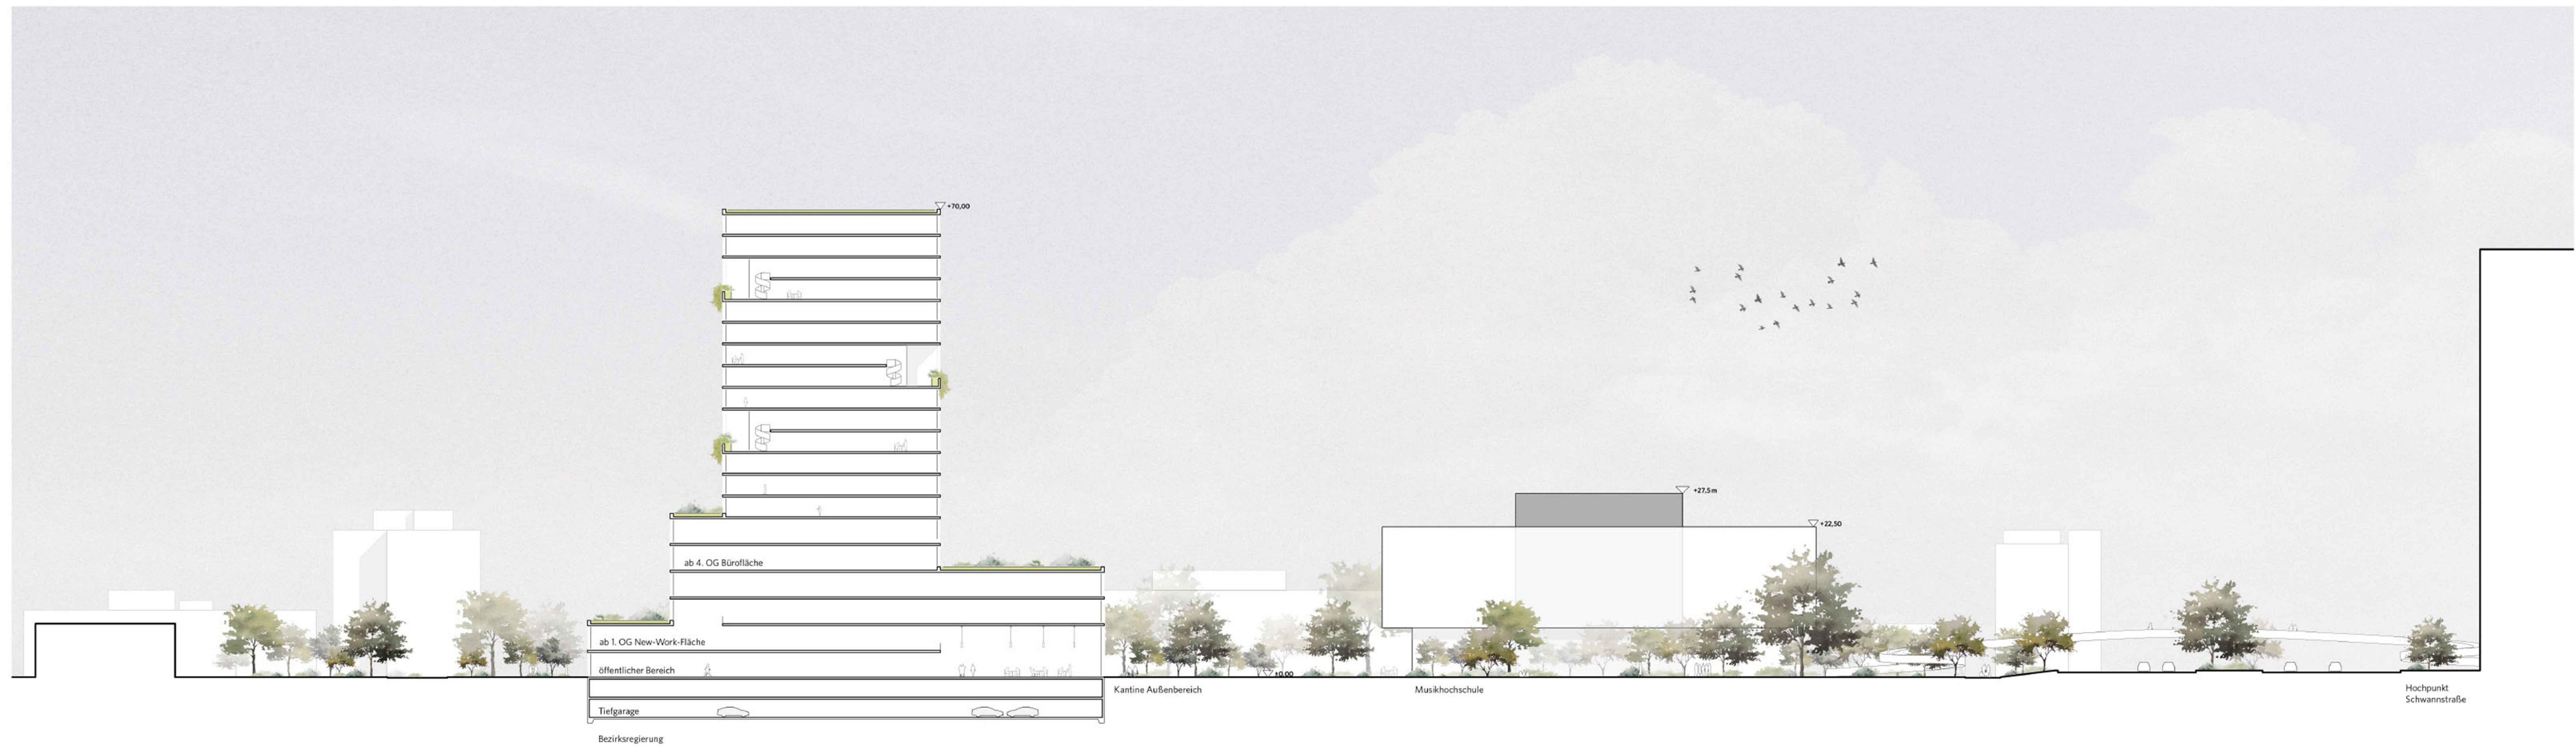 +70,00
+27,5m
+22,50
ab 4. OG Bürofläche
ab 1. OG New-Work-Fläche
öffentlicher Bereich
±0.00
Kantine Außenbereich
Musikhochschule
Hochpunkt
Schwannstraße
Tiefgarage
Bezirksregierung